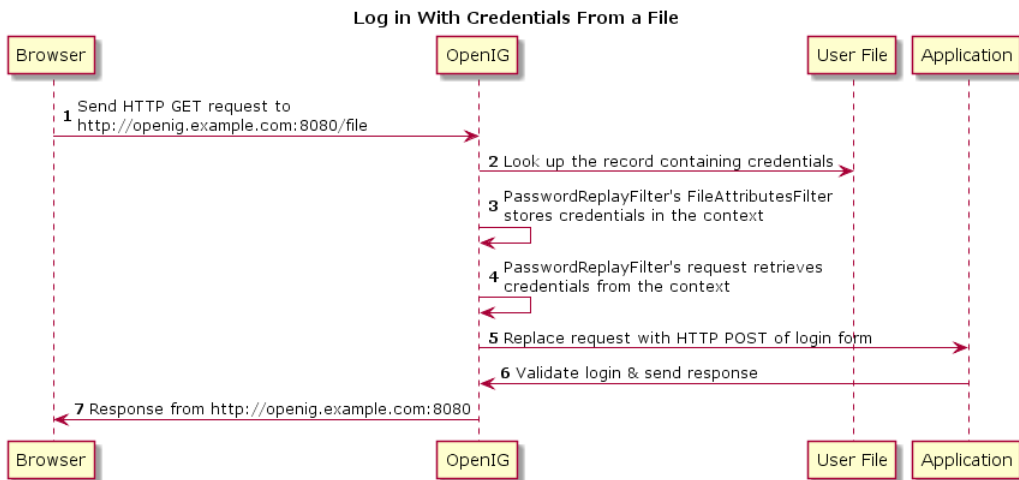 Log in With Credentials From a File
Browser
OpenIG
User File
Application
1 Send HTTP GET request to
http://openig.example.com:8080/file
2 Look up the record containing credentials
3 PasswordReplayFilter's FileAttributesFilter
stores credentials in the context
4 PasswordReplayFilter's request retrieves
credentials from the context
5 Replace request with HTTP POST of login form
6 Validate login & send response
7 Response from http://openig.example.com:8080
Browser
OpenIG
User File
Application